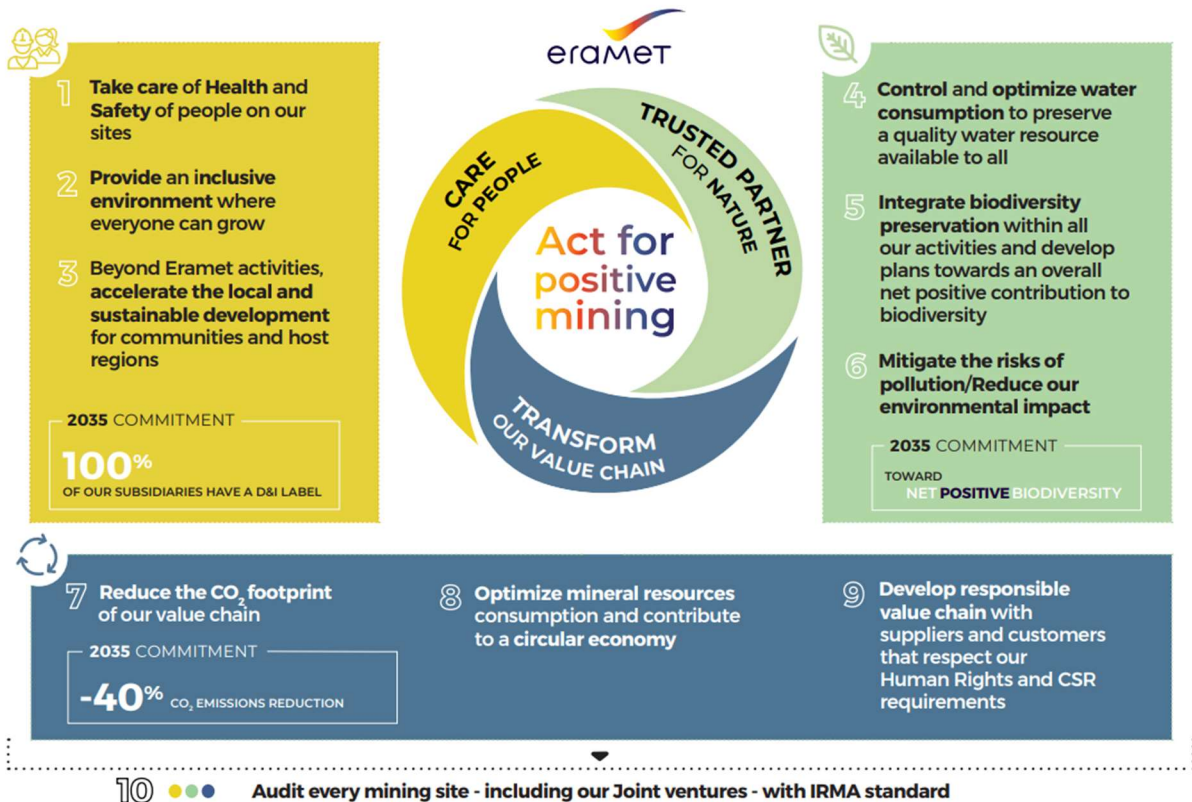 eramet
1
Take care of Health and
Safety of people on our
sites
2
Provide an inclusive
environment where
everyone can grow
3
Beyond Eramet activities,
accelerate the local and
sustainable development
for communities and host
regions
2035 COMMITMENT
100%
OF OUR SUBSIDIARIES HAVE A D&I LABEL
CARE
FOR PEOPLE
TRUSTED PARTNER
FOR NATURE
Act for
positive
mining
TRANSFORM
OUR VALUE CHAIN
4
Control and optimize water
consumption to preserve
a quality water resource
available to all
5
Integrate biodiversity
preservation within all
our activities and develop
plans towards an overall
net positive contribution to
biodiversity
6
Mitigate the risks of
pollution/Reduce our
environmental impact
2035 COMMITMENT
TOWARD
NET POSITIVE BIODIVERSITY
7
Reduce the CO₂ footprint
of our value chain
2035 COMMITMENT
-40% CO₂ EMISSIONS REDUCTION
8
Optimize mineral resources
consumption and contribute
to a circular economy
9
Develop responsible
value chain with
suppliers and customers
that respect our
Human Rights and CSR
requirements
10
Audit every mining site - including our Joint ventures - with IRMA standard